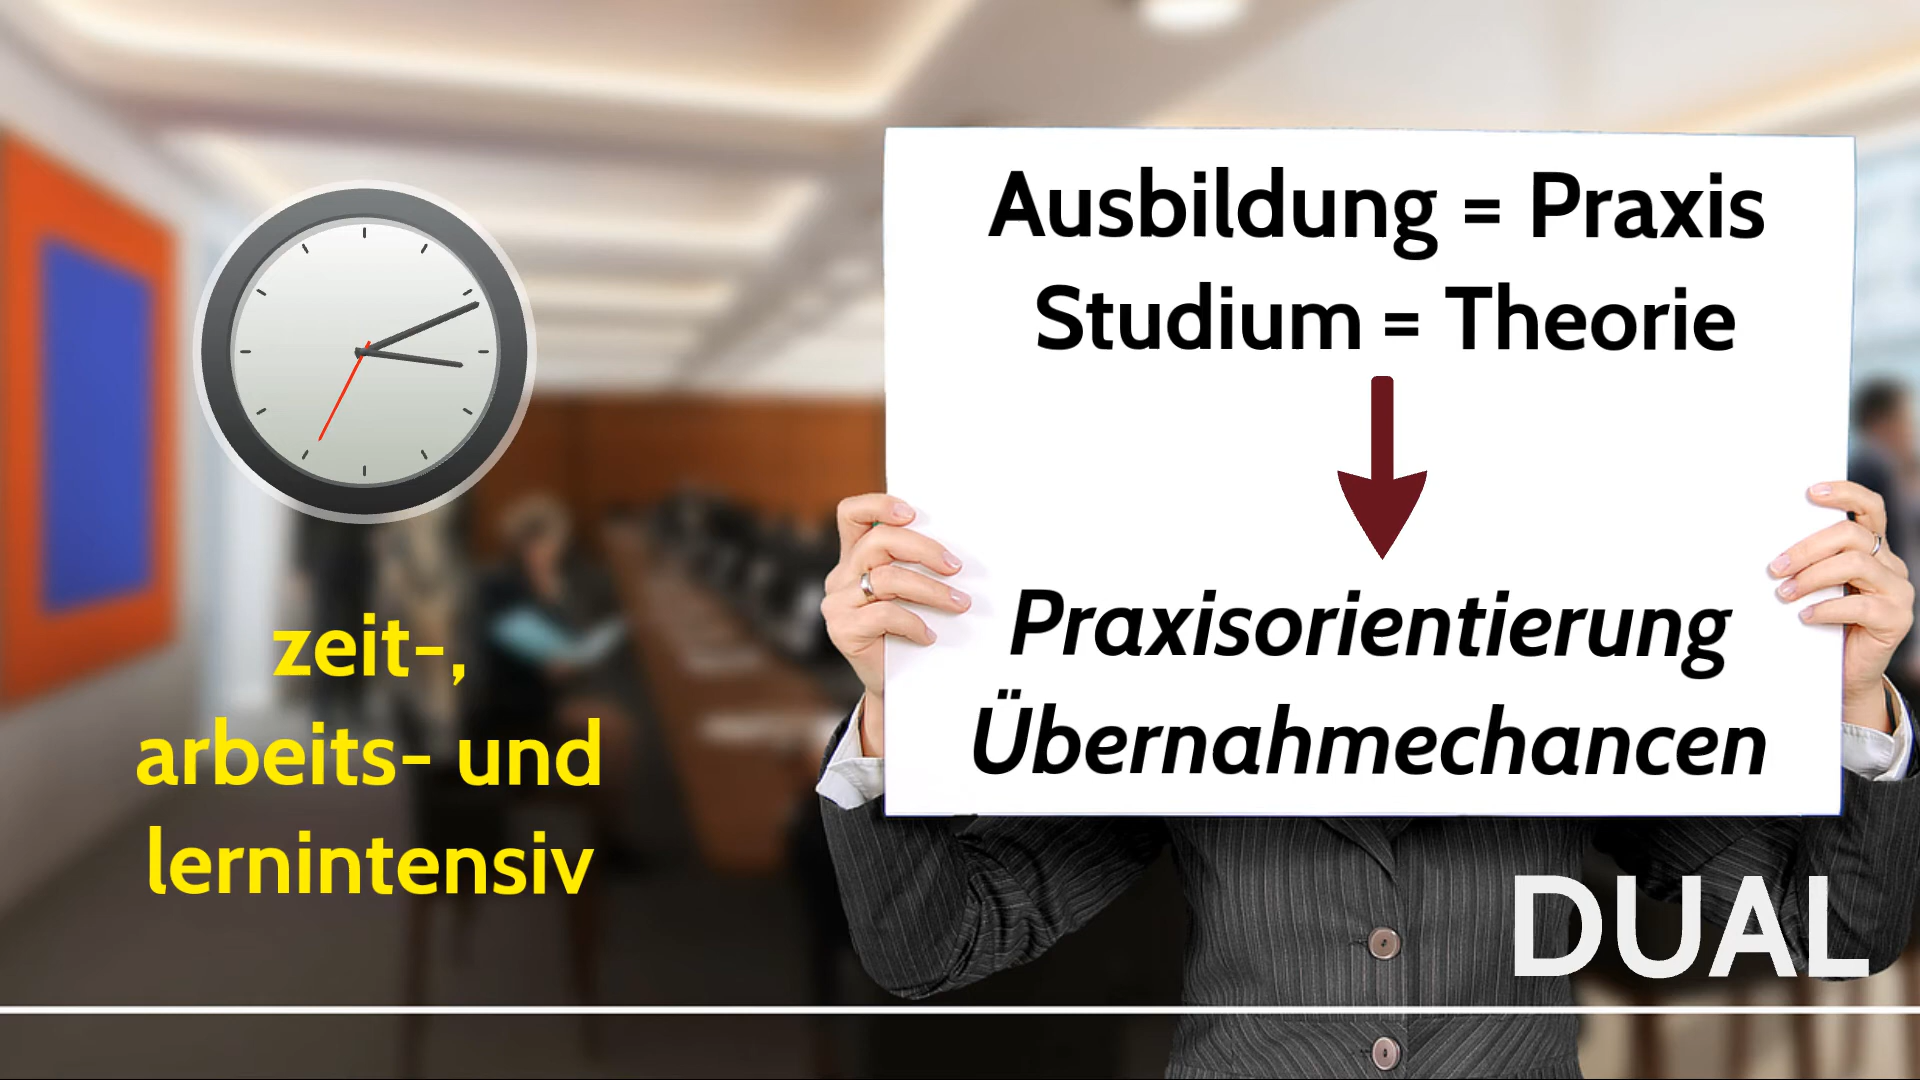 zeit-,
arbeits- und
lernintensiv
Ausbildung = Praxis
Studium = Theorie
Praxisorientierung
Übernahmechancen
DUAL